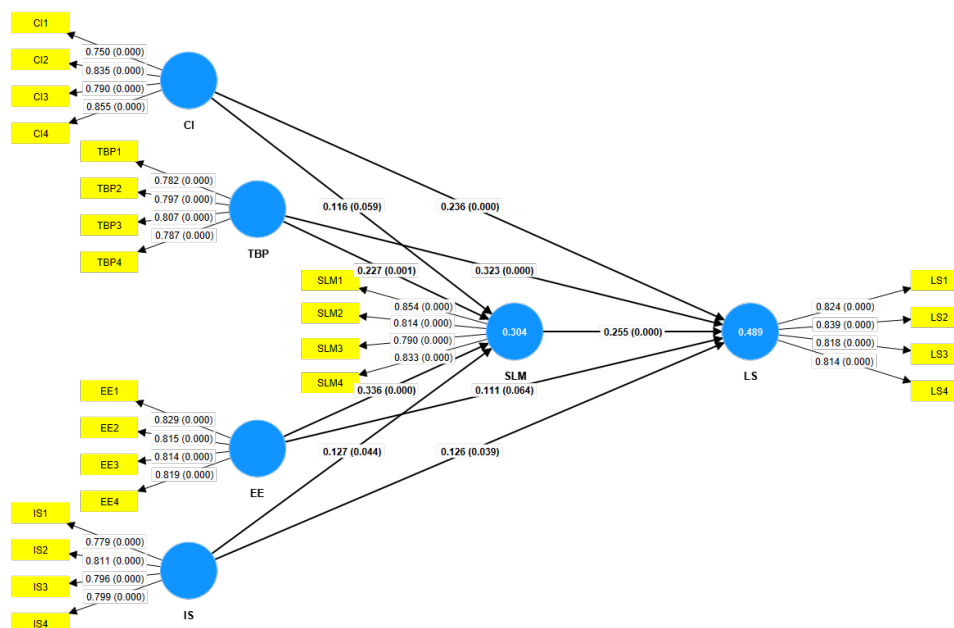 CI1
CI2
CI3
CI4
0.750 (0.000)
0.835 (0.000)
0.790 (0.000)
0.855 (0.000)
CI
TBP1
TBP2
TBP3
TBP4
0.782 (0.000)
0.797 (0.000)
0.807 (0.000)
0.787 (0.000)
TBP
0.116 (0.059)
0.236 (0.000)
0.227 (0.001)
0.323 (0.000)
SLM1
SLM2
SLM3
SLM4
0.854 (0.000)
0.814 (0.000)
0.790 (0.000)
0.833 (0.000)
0.304
SLM
0.255 (0.000)
0.489
LS
0.824 (0.000)
0.839 (0.000)
0.818 (0.000)
0.814 (0.000)
LS1
LS2
LS3
LS4
0.336 (0.000)
0.111 (0.064)
EE1
EE2
EE3
EE4
0.829 (0.000)
0.815 (0.000)
0.814 (0.000)
0.819 (0.000)
EE
0.127 (0.044)
0.126 (0.039)
IS1
IS2
IS3
IS4
0.779 (0.000)
0.811 (0.000)
0.796 (0.000)
0.799 (0.000)
IS